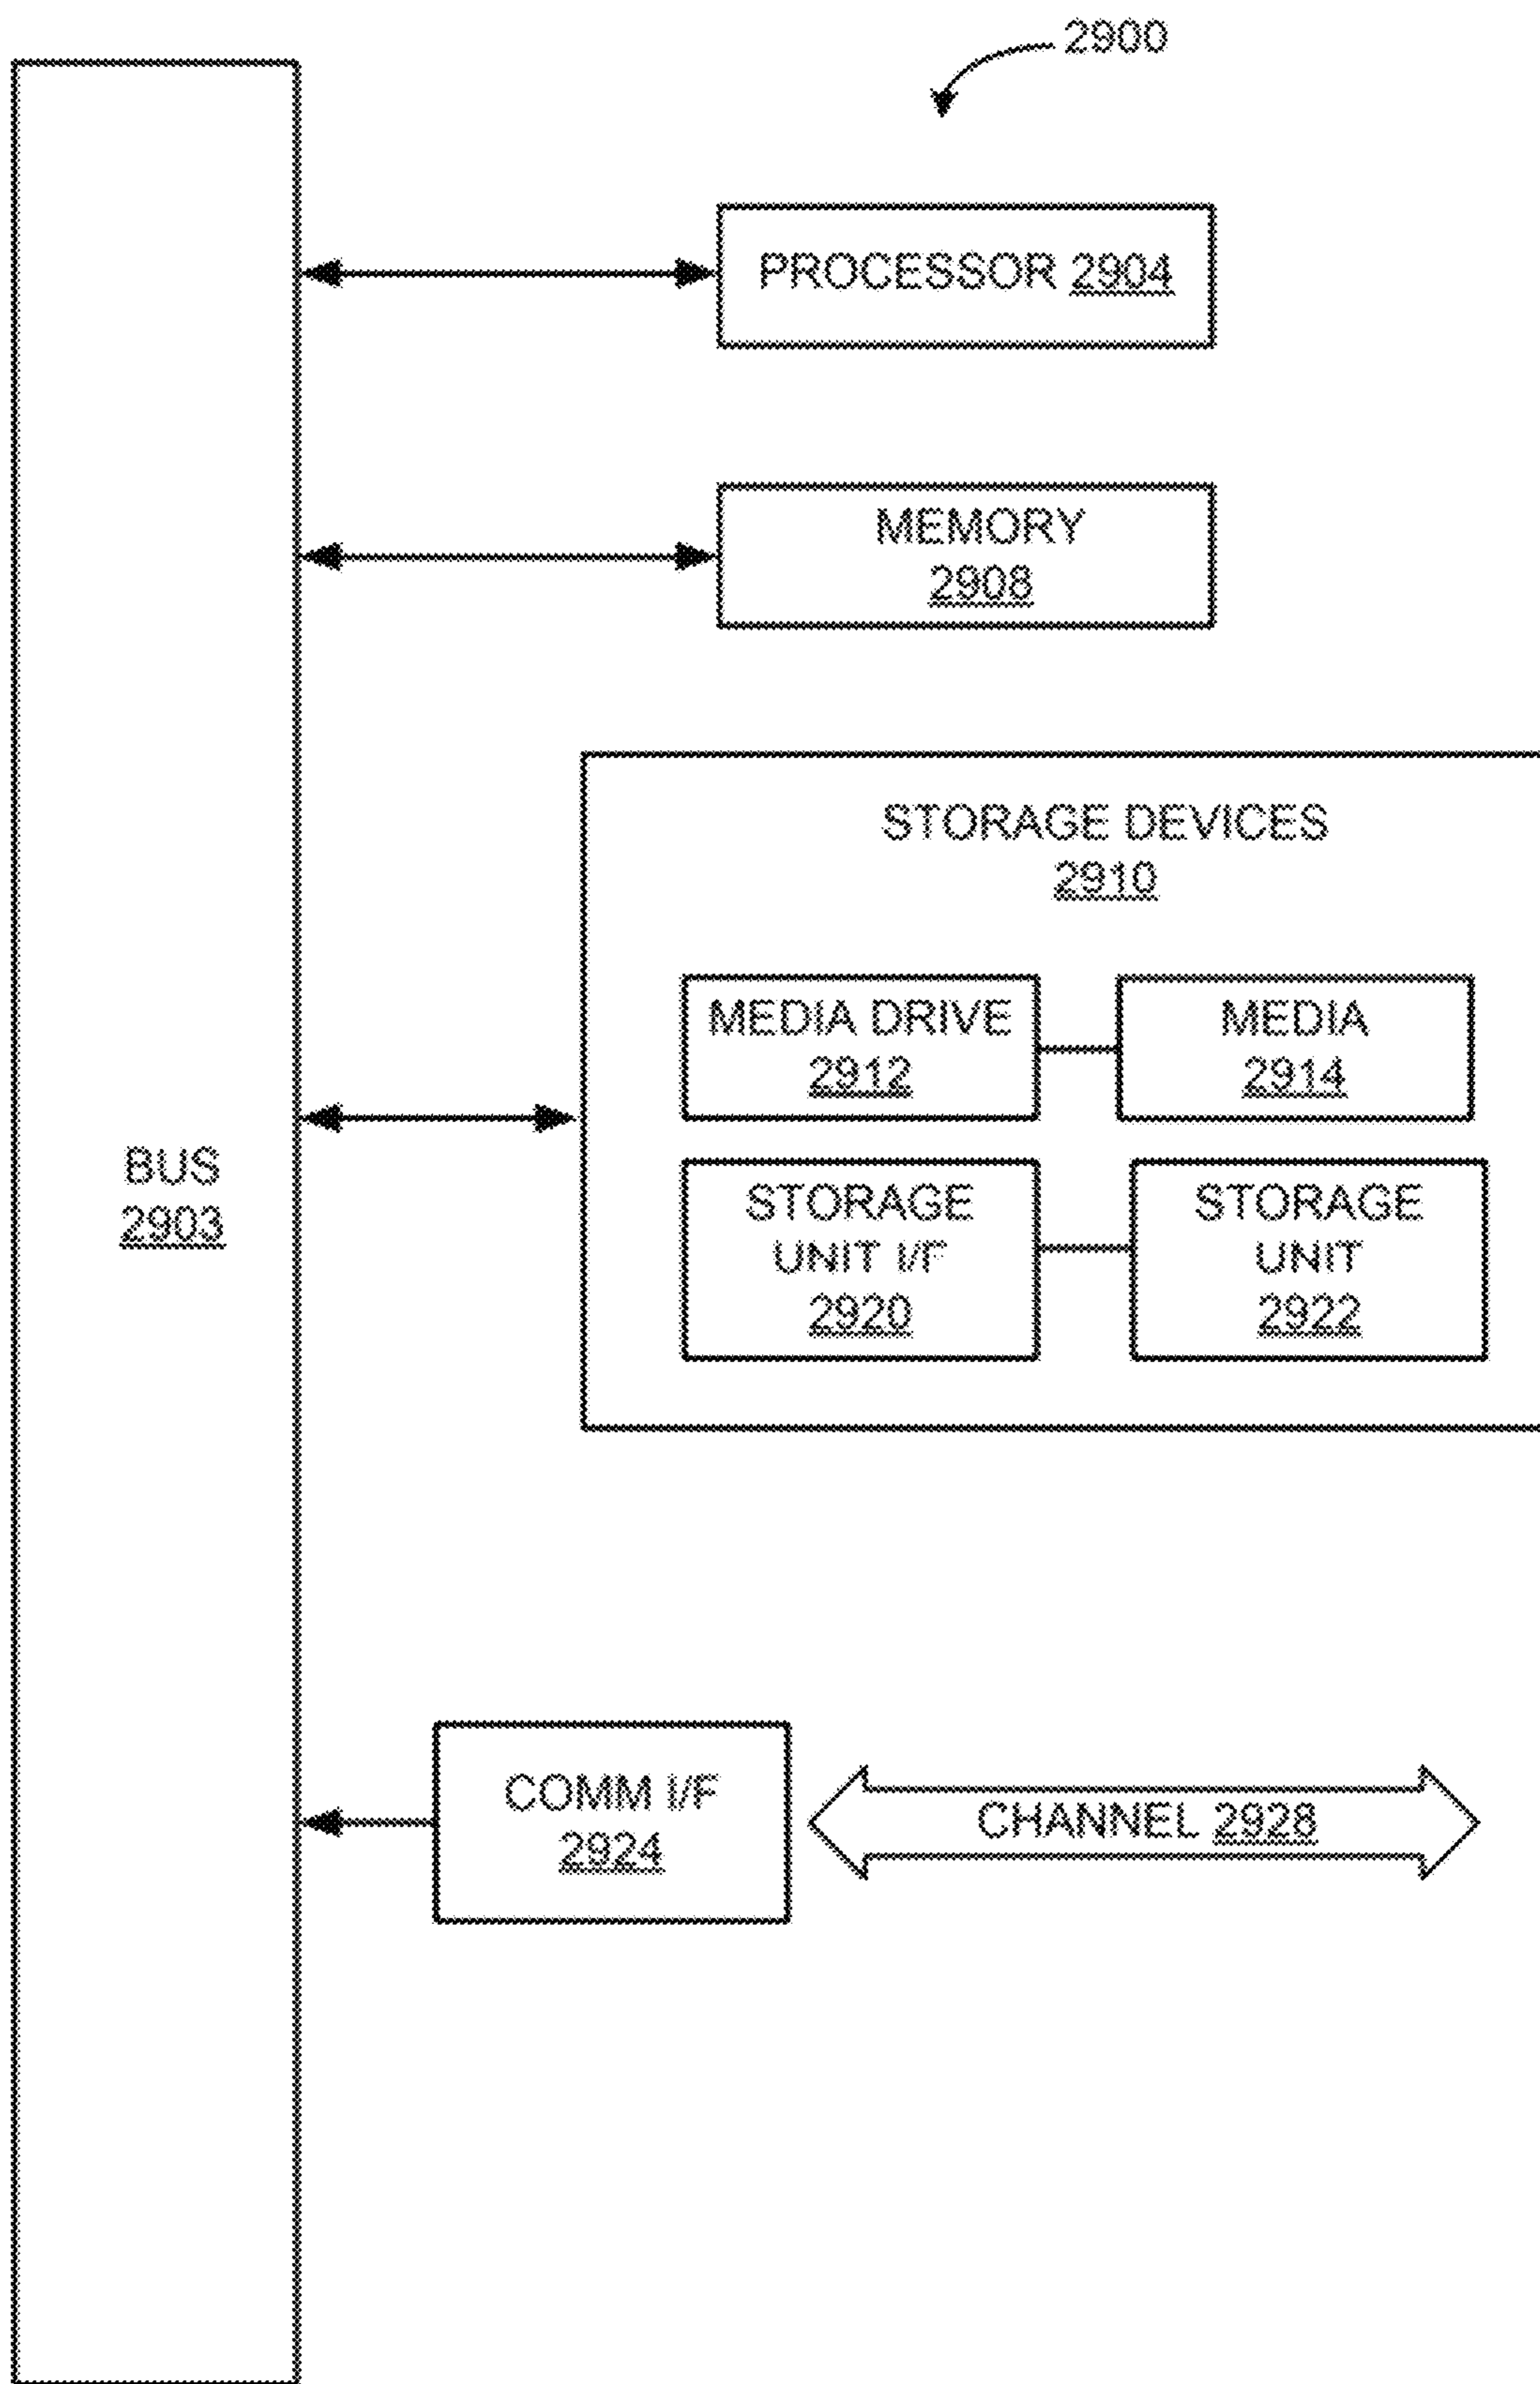 2900
PROCESSOR 2904
MEMORY
2908
STORAGE DEVICES
2910
MEDIA DRIVE
2912
MEDIA
2914
BUS
2903
STORAGE
UNIT I/F
2920
STORAGE
UNIT
2922
COMM I/F
2924
CHANNEL 2928